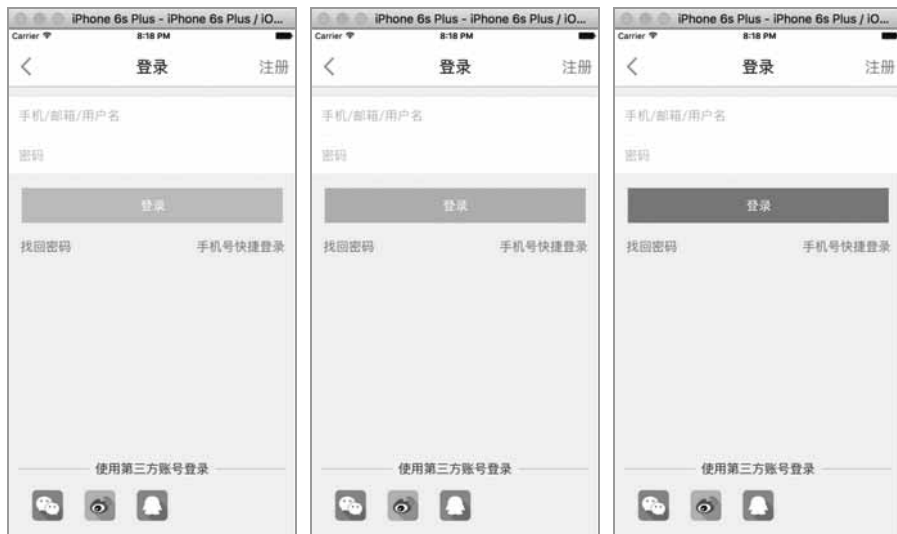 iPhone 6s Plus - iPhone 6s Plus / iO...
Carrier 8:18 PM
登录 注册
手机/邮箱/用户名
密码
登录
找回密码 手机号快捷登录
使用第三方账号登录
iPhone 6s Plus - iPhone 6s Plus / iO...
Carrier 8:18 PM
登录 注册
手机/邮箱/用户名
密码
登录
找回密码 手机号快捷登录
使用第三方账号登录
iPhone 6s Plus - iPhone 6s Plus / iO...
Carrier 8:18 PM
登录 注册
手机/邮箱/用户名
密码
登录
找回密码 手机号快捷登录
使用第三方账号登录